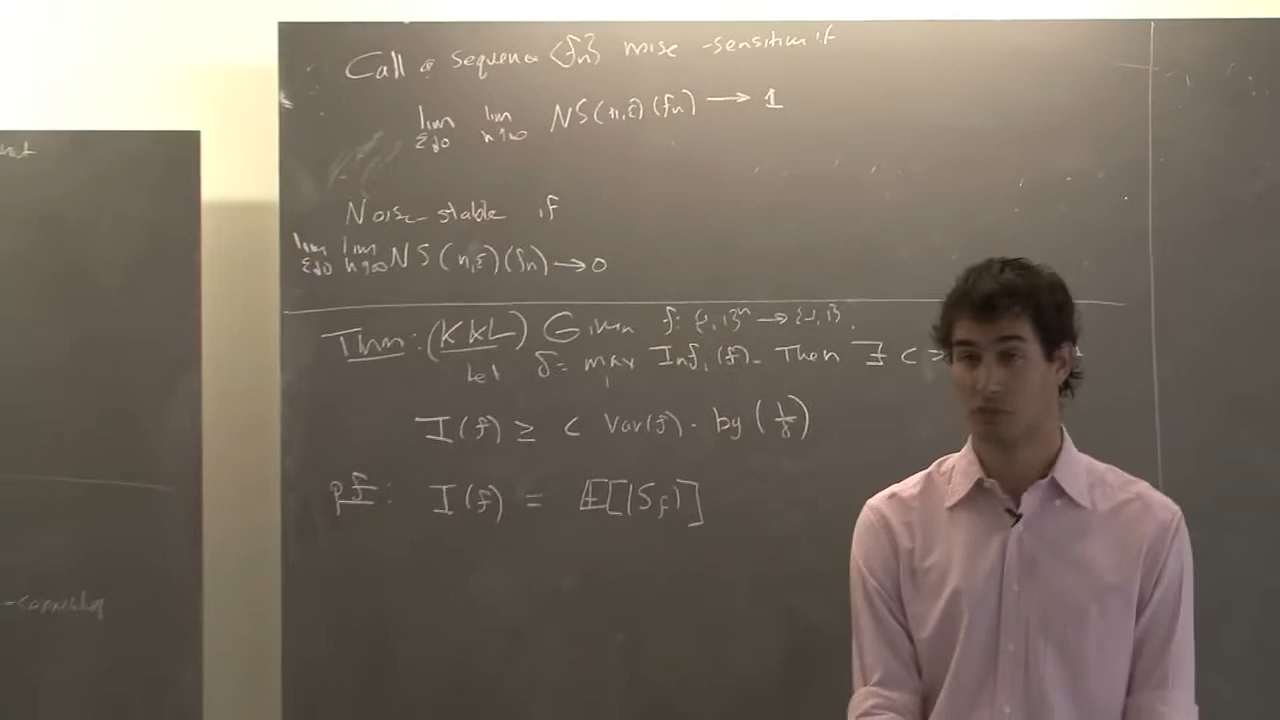 Call a sequence {fn} noise-sensitive if
lim ε↓0 lim n↑∞ NS(n,ε)(fn) → 1
Noise-stable if
lim ε↓0 lim n↑∞ NS(n,ε)(fn) → 0
Thm: (KKL) Given f: {-1,1}^n → {-1,1}.
Let δ = max_i Inf_i(f). Then ∃ c >
I(f) ≥ c Var(f) · log(1/δ)
pf: I(f) = E[|S_f|]